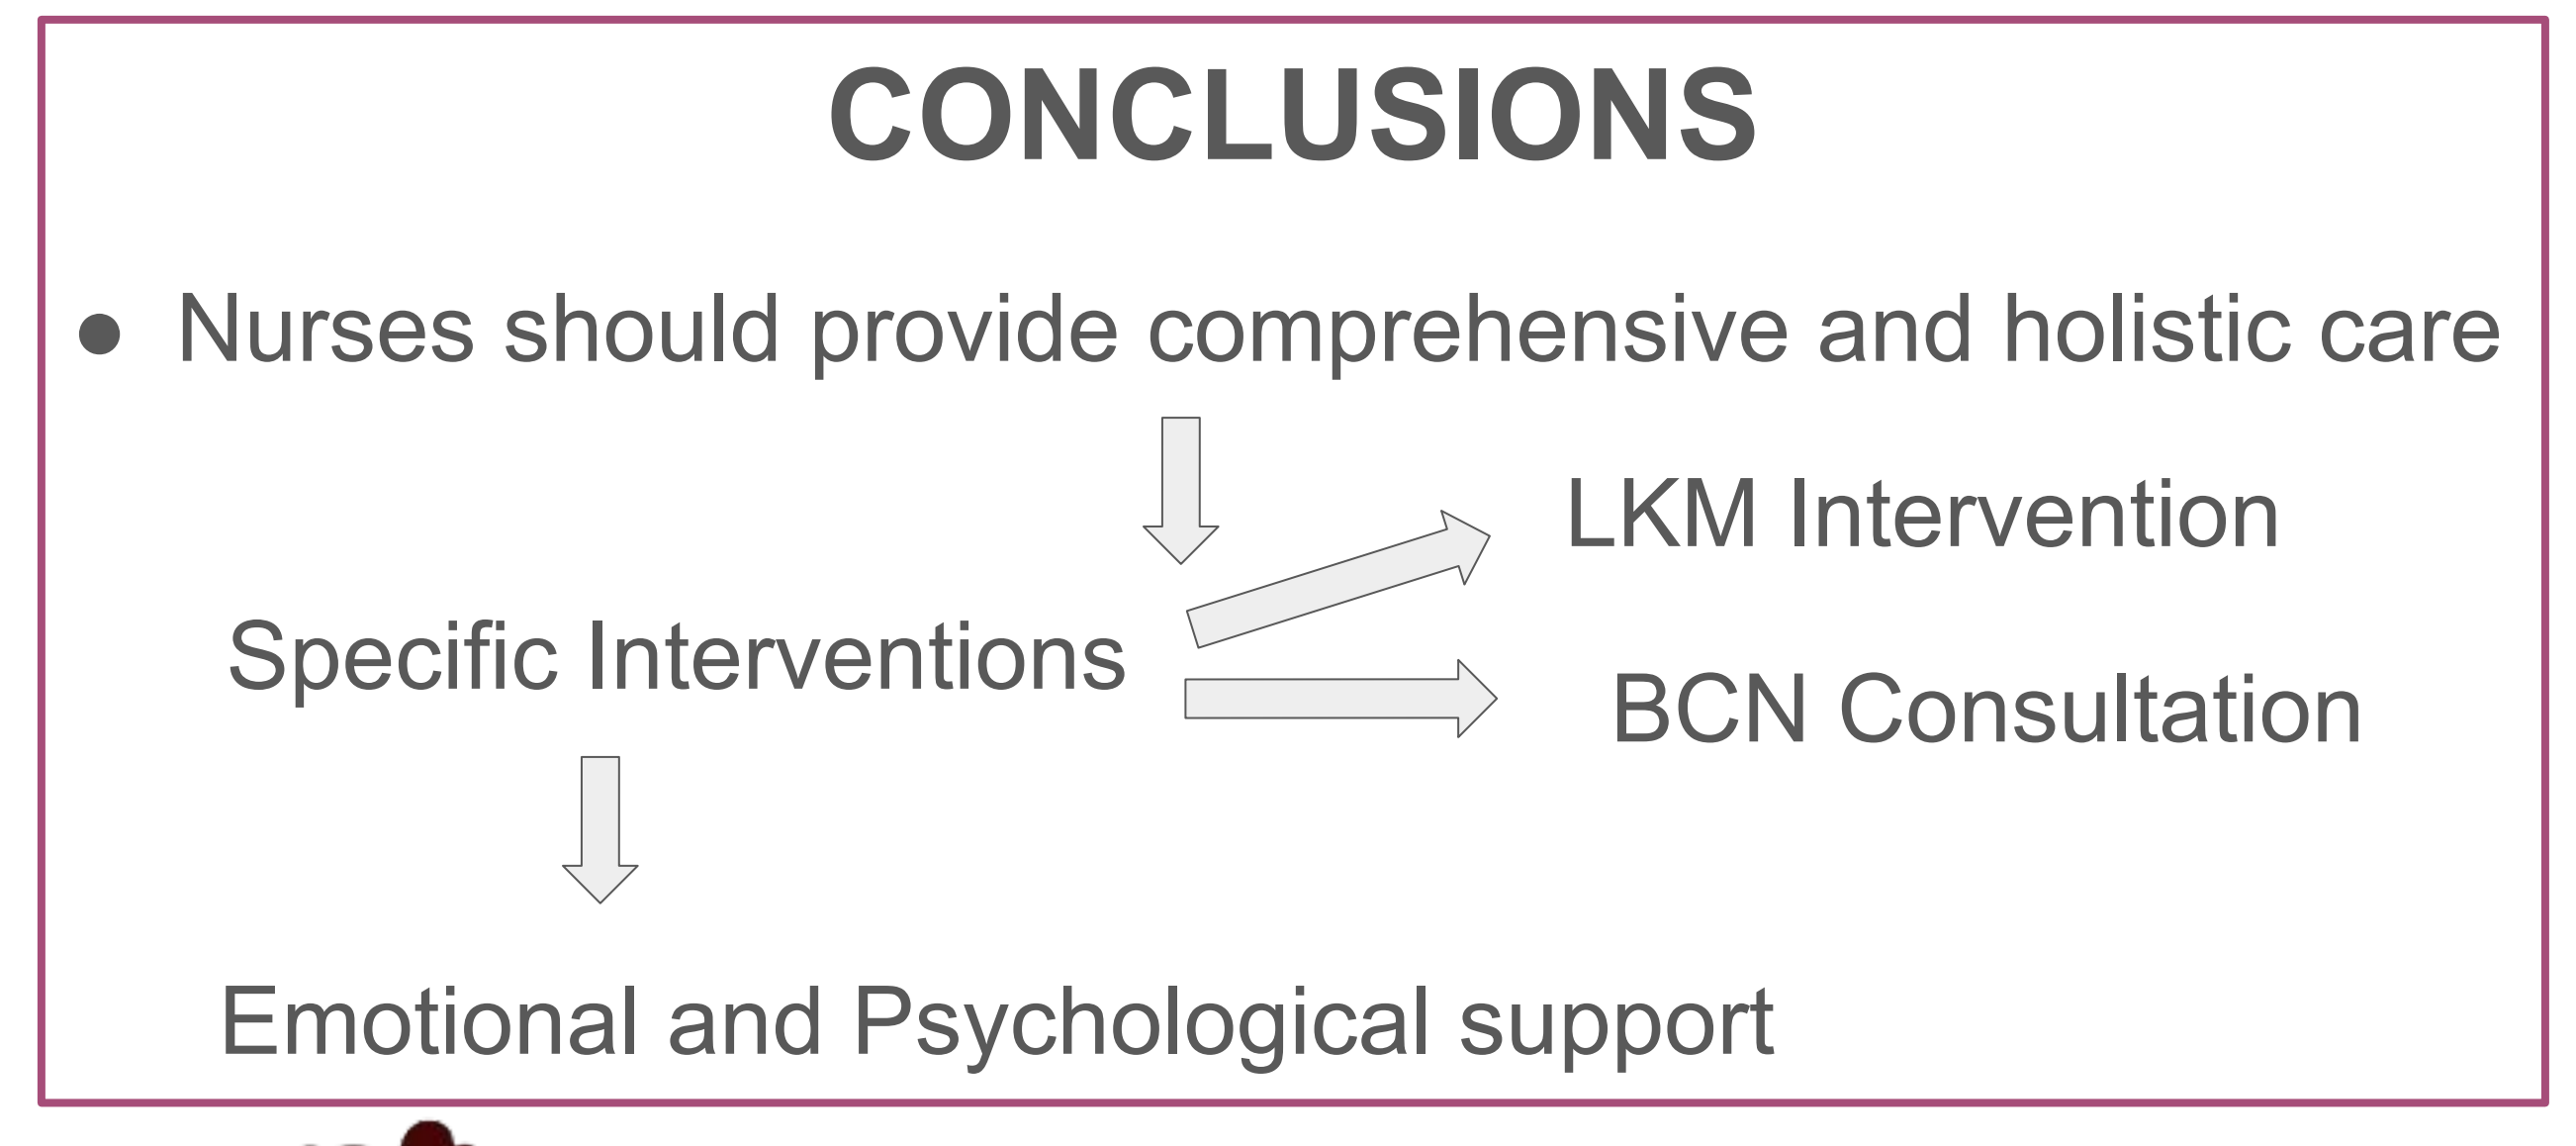 CONCLUSIONS
● Nurses should provide comprehensive and holistic care
LKM Intervention
Specific Interventions
BCN Consultation
Emotional and Psychological support